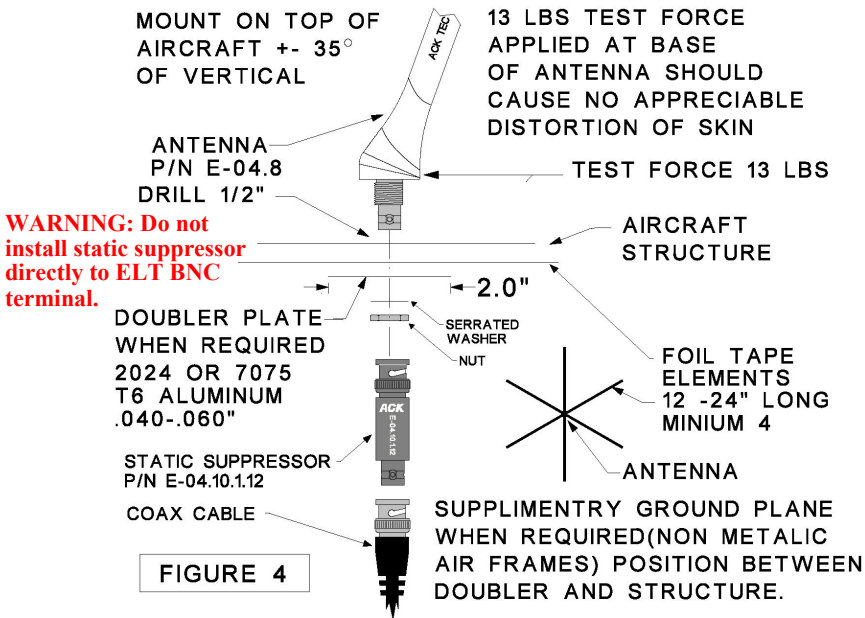 MOUNT ON TOP OF
AIRCRAFT +- 35°
OF VERTICAL
ACK TEC
13 LBS TEST FORCE
APPLIED AT BASE
OF ANTENNA SHOULD
CAUSE NO APPRECIABLE
DISTORTION OF SKIN
ANTENNA
P/N E-04.8
DRILL 1/2"
TEST FORCE 13 LBS
WARNING: Do not
install static suppressor
directly to ELT BNC
terminal.
AIRCRAFT
STRUCTURE
2.0"
DOUBLER PLATE
WHEN REQUIRED
2024 OR 7075
T6 ALUMINUM
.040-.060"
SERRATED
WASHER
NUT
FOIL TAPE
ELEMENTS
12 -24" LONG
MINIUM 4
ACK
E-04.10.1.12
STATIC SUPPRESSOR
P/N E-04.10.1.12
ANTENNA
COAX CABLE
SUPPLIMENTRY GROUND PLANE
WHEN REQUIRED(NON METALIC
AIR FRAMES) POSITION BETWEEN
DOUBLER AND STRUCTURE.
FIGURE 4